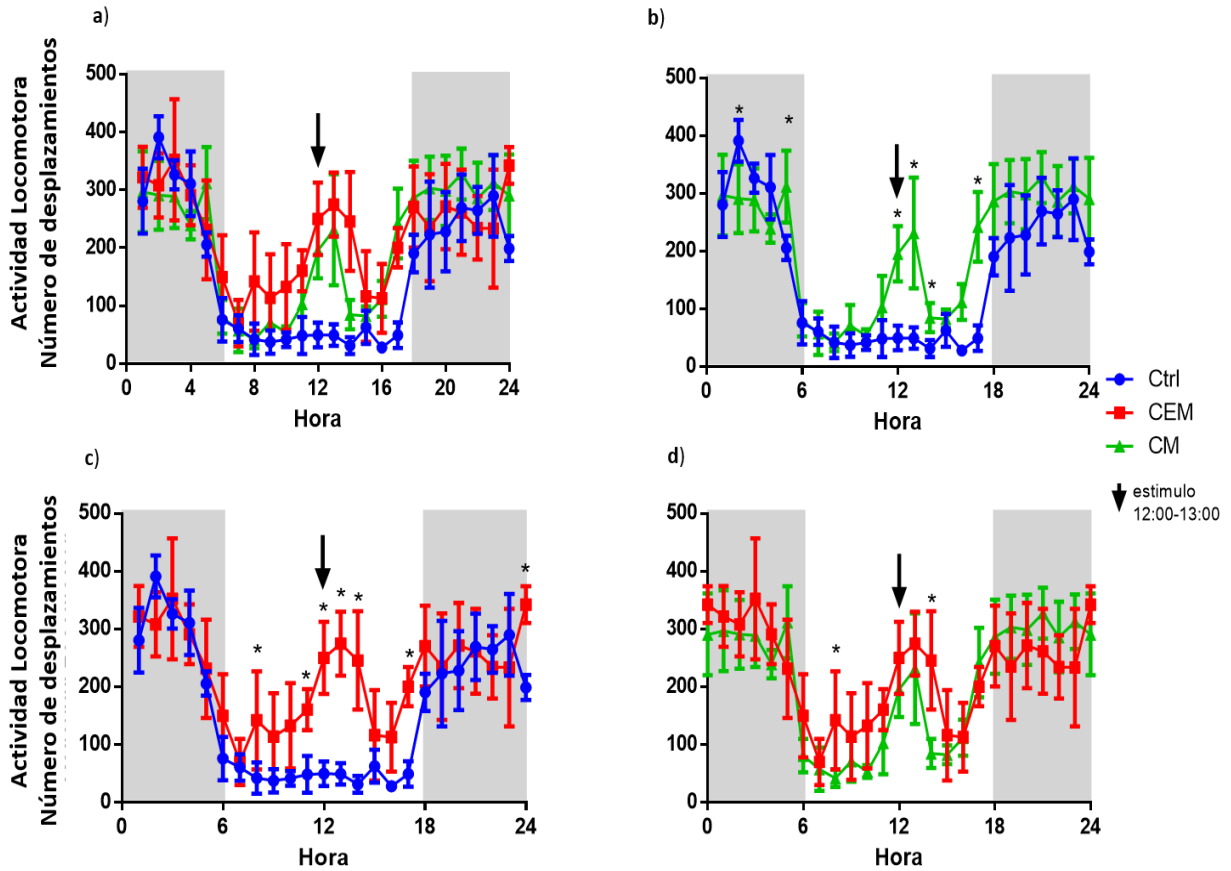 a)
Actividad Locomotora
Número de desplazamientos
500
400
300
200
100
0
0 4 8 12 16 20 24
Hora
b)
500
400
300
200
100
0
* * * * * *
0 6 12 18 24
Hora
Ctrl
CEM
CM
estimulo
12:00-13:00
c)
Actividad Locomotora
Número de desplazamientos
500
400
300
200
100
0
* * * * * * *
0 6 12 18 24
Hora
d)
500
400
300
200
100
0
* *
0 6 12 18 24
Hora